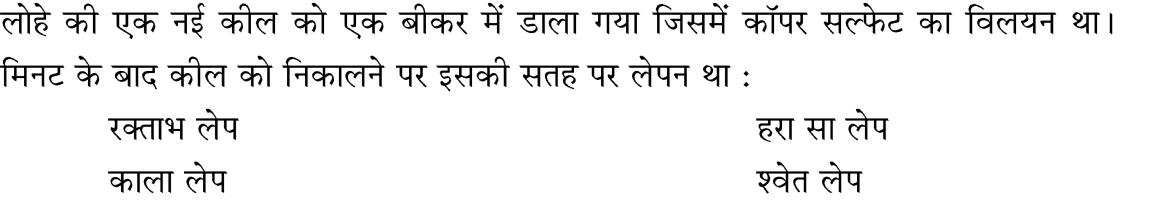 लोहे की एक नई कील को एक बीकर में डाला गया जिसमें कॉपर सल्फेट का विलयन था।
मिनट के बाद कील को निकालने पर इसकी सतह पर लेपन था :
रक्ताभ लेप हरा सा लेप
काला लेप श्वेत लेप